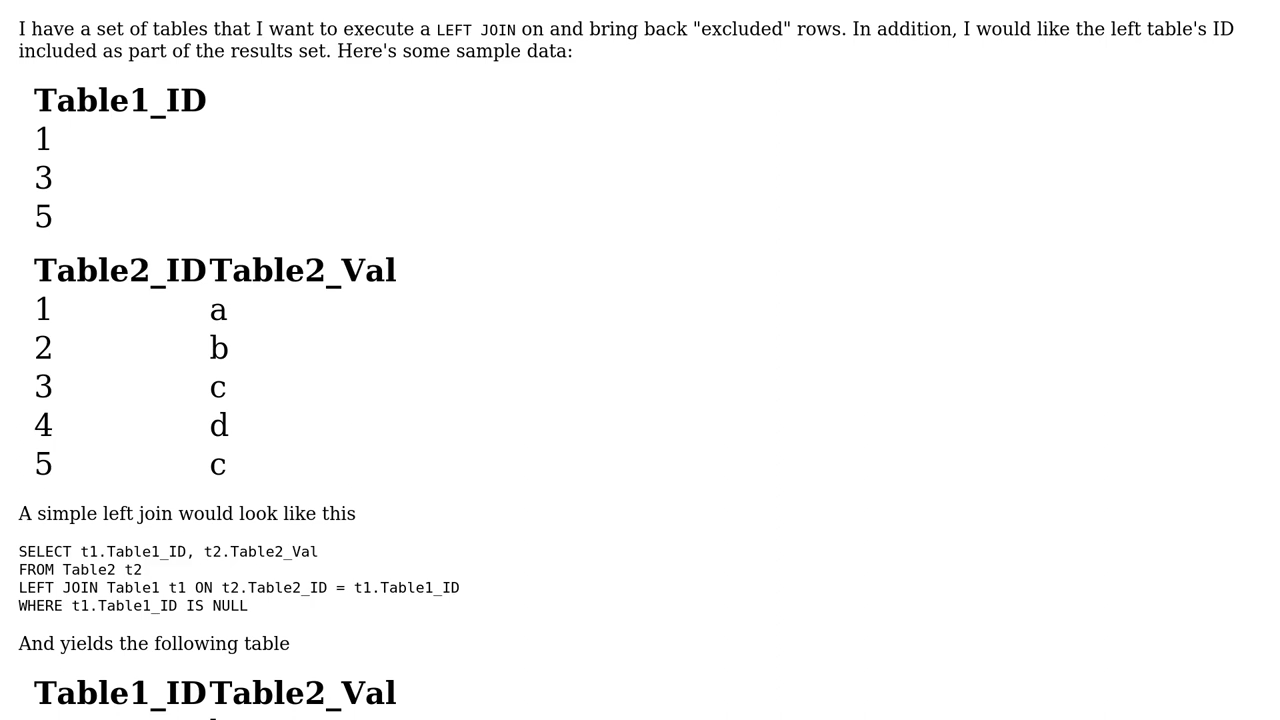 I have a set of tables that I want to execute a LEFT JOIN on and bring back "excluded" rows. In addition, I would like the left table's ID
included as part of the results set. Here's some sample data:
Table1_ID
1
3
5
Table2_ID Table2_Val
1 a
2 b
3 c
4 d
5 c
A simple left join would look like this
SELECT t1.Table1_ID, t2.Table2_Val
FROM Table2 t2
LEFT JOIN Table1 t1 ON t2.Table2_ID = t1.Table1_ID
WHERE t1.Table1_ID IS NULL
And yields the following table
Table1_ID Table2_Val